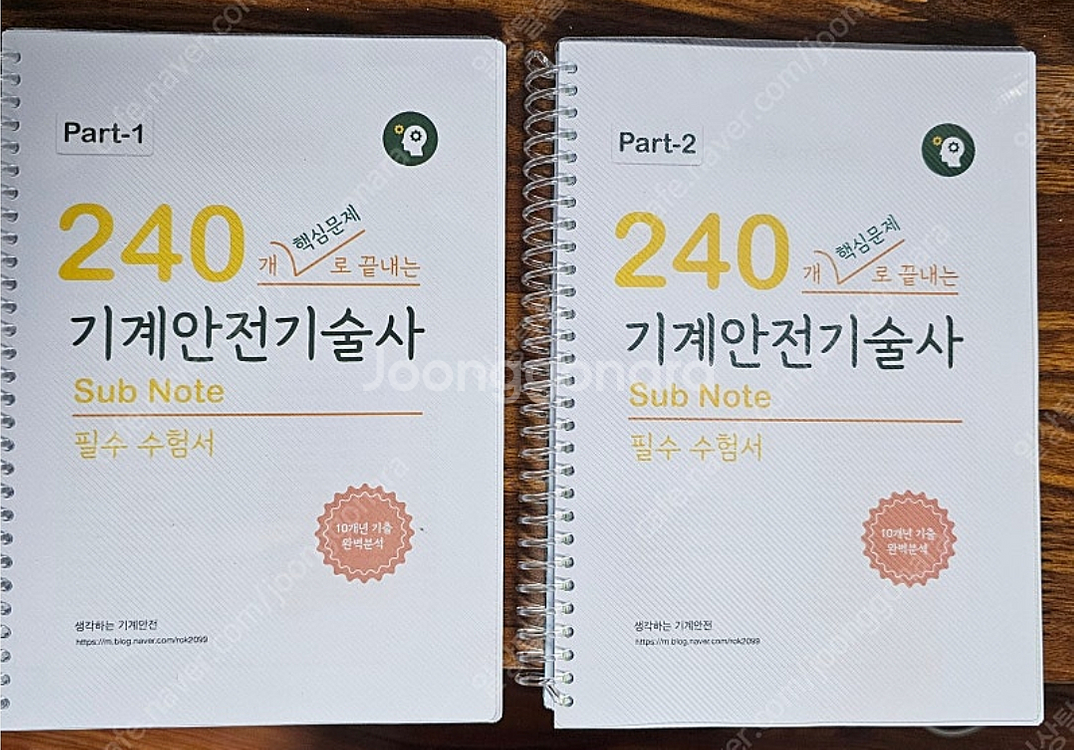 Part-1
240
개 핵심문제 로 끝내는
기계안전기술사
Sub Note
필수 수험서
10개년 기출
완벽분석
생각하는 기계안전
https://m.blog.naver.com/rok2099
Part-2
240
개 핵심문제 로 끝내는
기계안전기술사
Sub Note
필수 수험서
10개년 기출
완벽분석
생각하는 기계안전
https://m.blog.naver.com/rok2099
Joonggonara